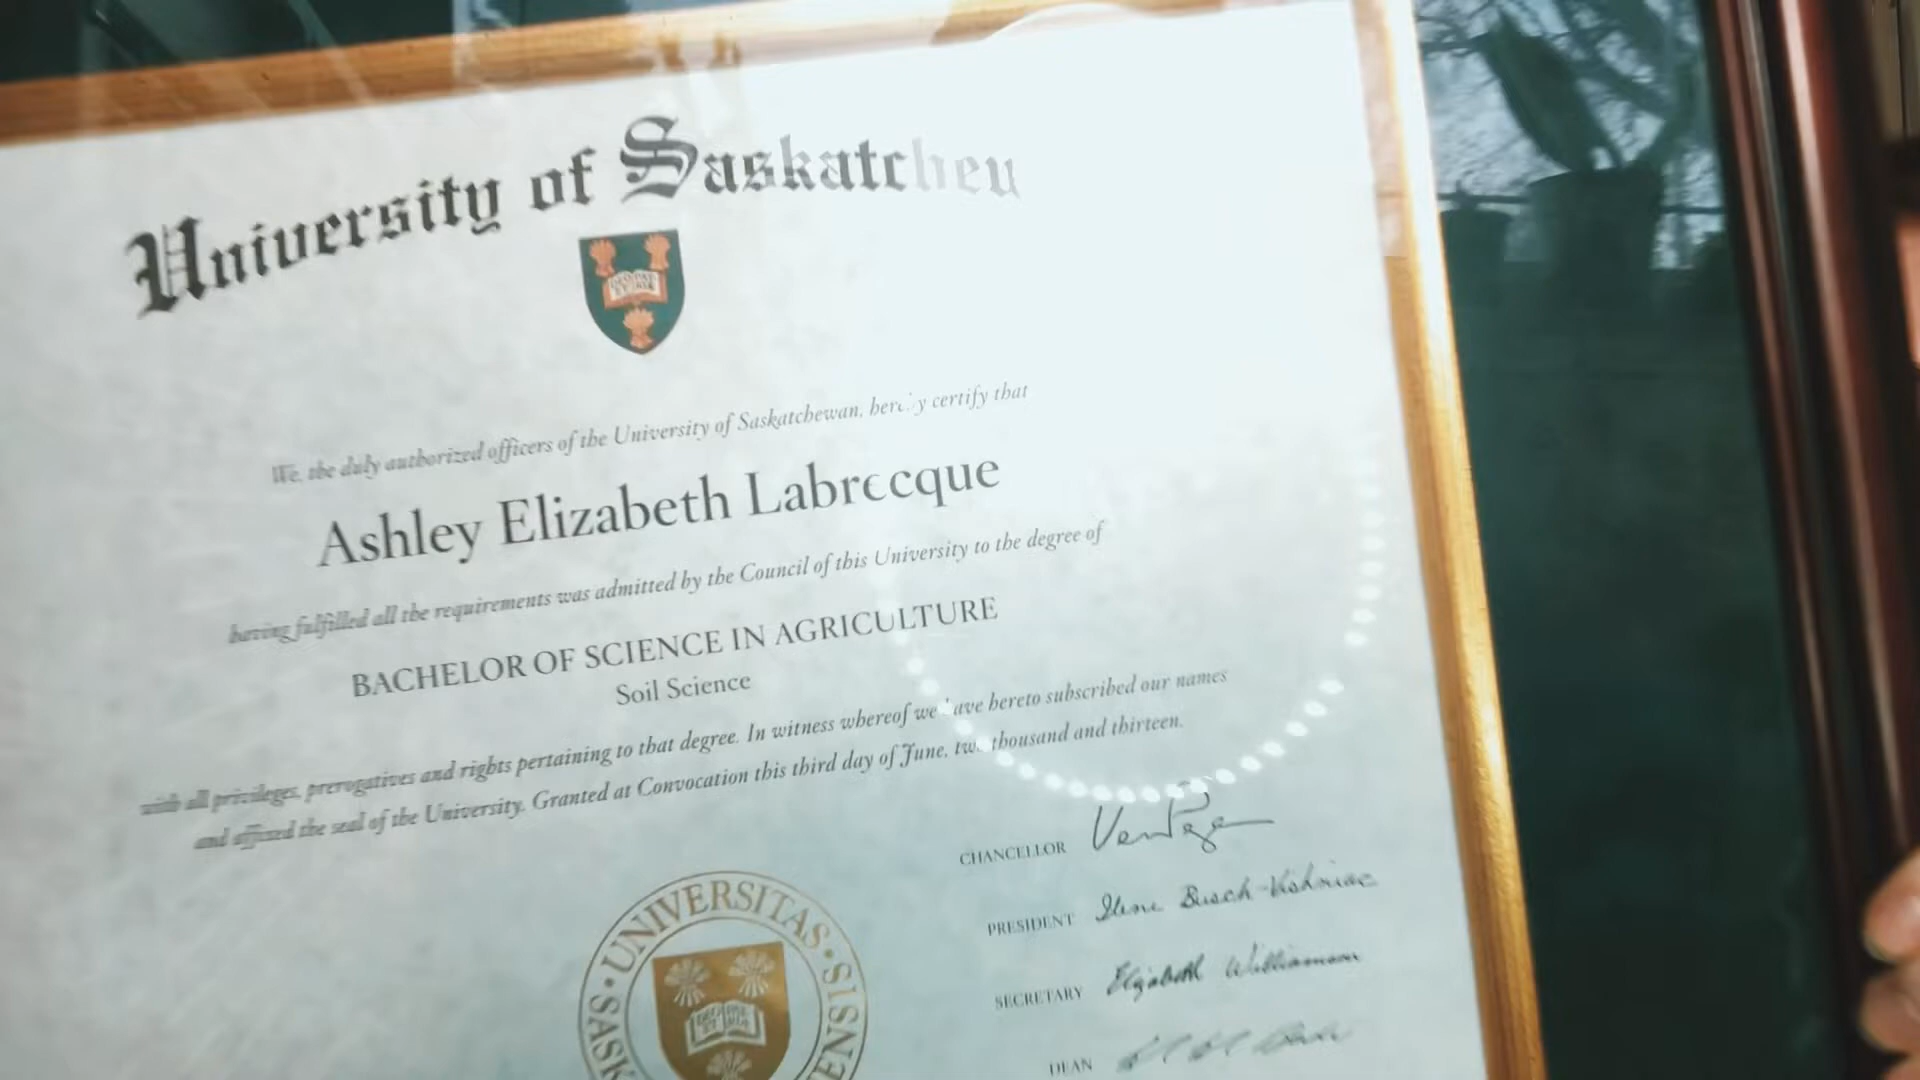 University of Saskatchew
We, the duly authorized officers of the University of Saskatchewan, hereby certify that
Ashley Elizabeth Labrecque
having fulfilled all the requirements was admitted by the Council of this University to the degree of
BACHELOR OF SCIENCE IN AGRICULTURE
Soil Science
with all privileges, prerogatives and rights pertaining to that degree. In witness whereof we have hereto subscribed our names
and affixed the seal of the University. Granted at Convocation this third day of June, two thousand and thirteen.
CHANCELLOR
PRESIDENT Ilene Busch-Vishniac
SECRETARY Elizabeth Williamson
DEAN
UNIVERSITAS · SASK
ENSIS